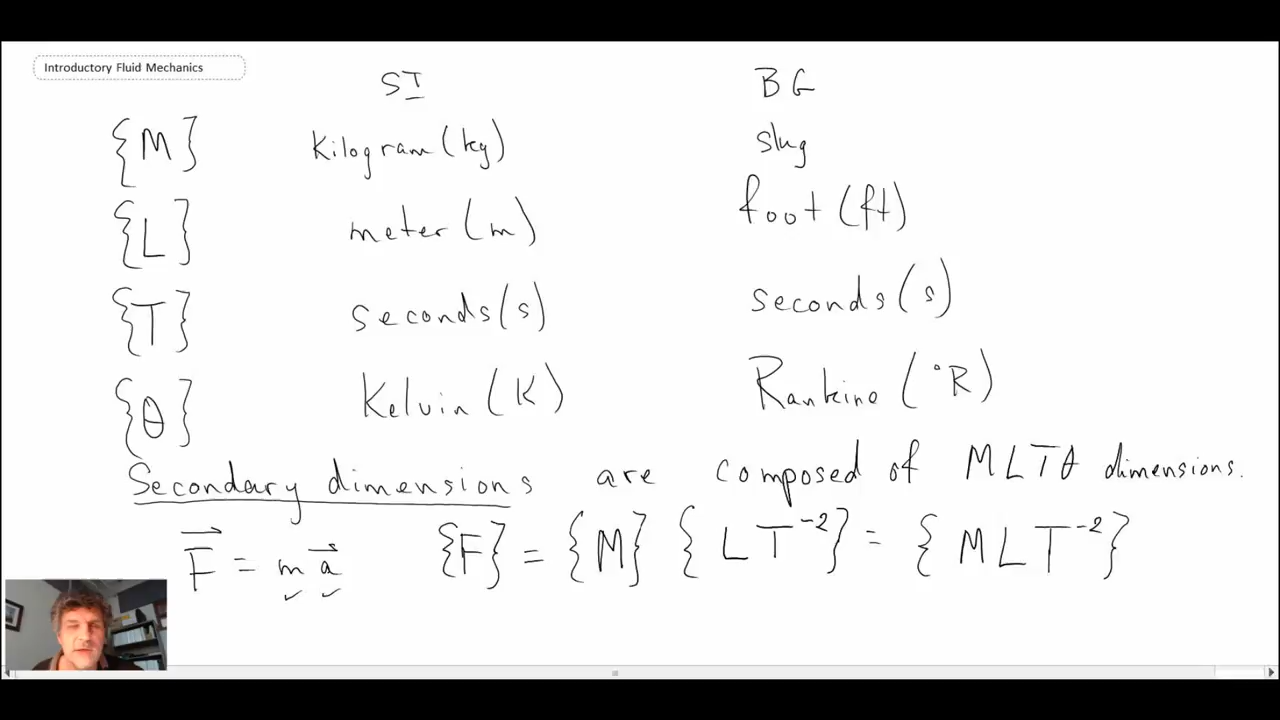 Introductory Fluid Mechanics
SI BG
{M} Kilogram (kg) slug
{L} meter (m) foot (ft)
{T} seconds (s) seconds (s)
{θ} Kelvin (K) Rankine (°R)
Secondary dimensions are composed of MLTθ dimensions.
F⃗ = m a⃗ {F} = {M} {LT⁻²} = {MLT⁻²}